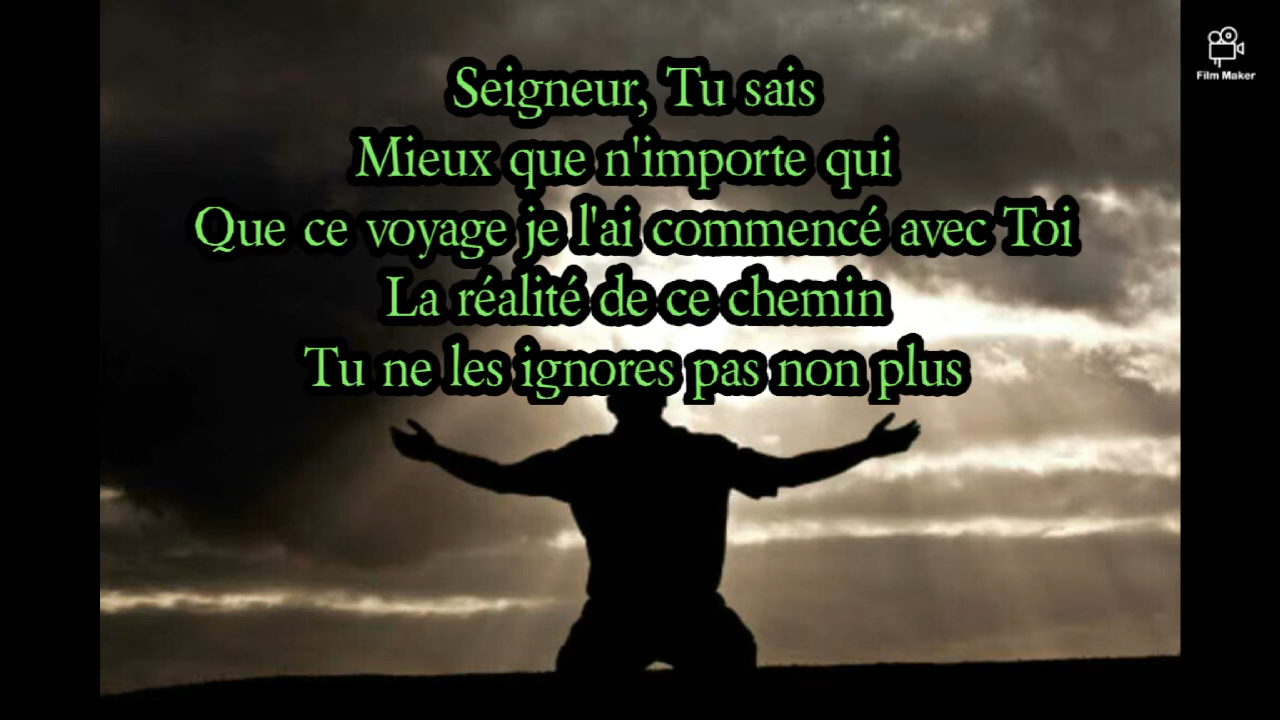 Film Maker
Seigneur, Tu sais
Mieux que n'importe qui
Que ce voyage je l'ai commencé avec Toi
La réalité de ce chemin
Tu ne les ignores pas non plus